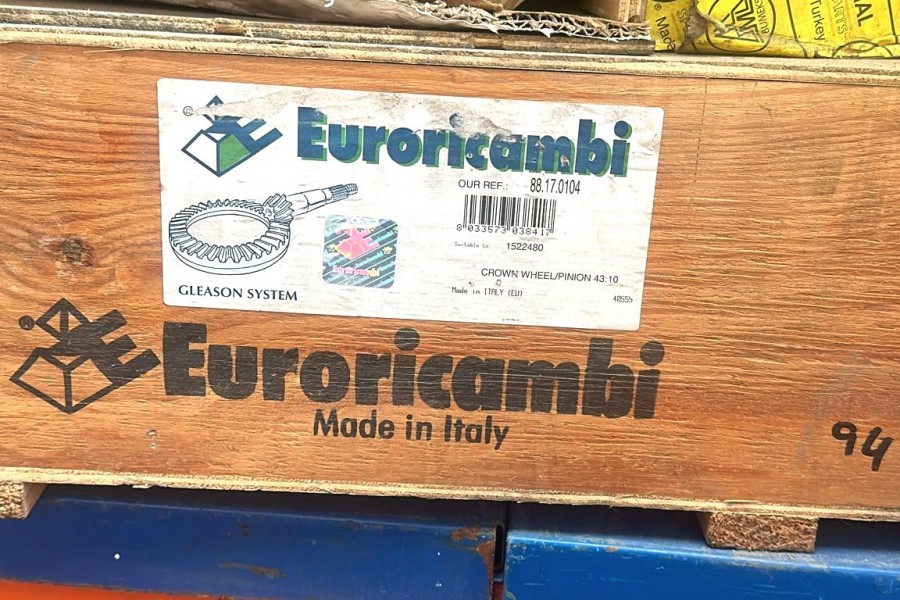 Turkey
Euroricambi
OUR REF.: 88.17.0104
8 033573 038417
Suitable to 1522480
CROWN WHEEL/PINION 43:10
Made in ITALY (EU)
40555
GLEASON SYSTEM
Euroricambi
Made in Italy
94